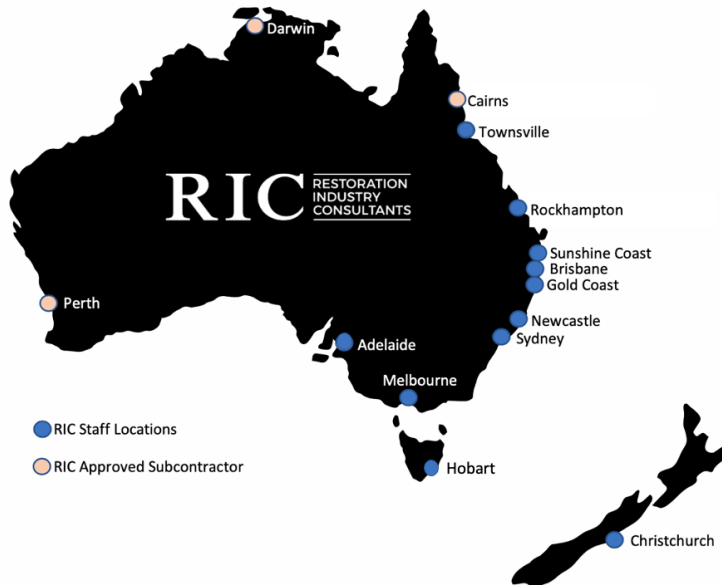 Darwin
Cairns
Townsville
RIC
RESTORATION
INDUSTRY
CONSULTANTS
Rockhampton
Sunshine Coast
Brisbane
Gold Coast
Perth
Newcastle
Sydney
Adelaide
Melbourne
RIC Staff Locations
RIC Approved Subcontractor
Hobart
Christchurch